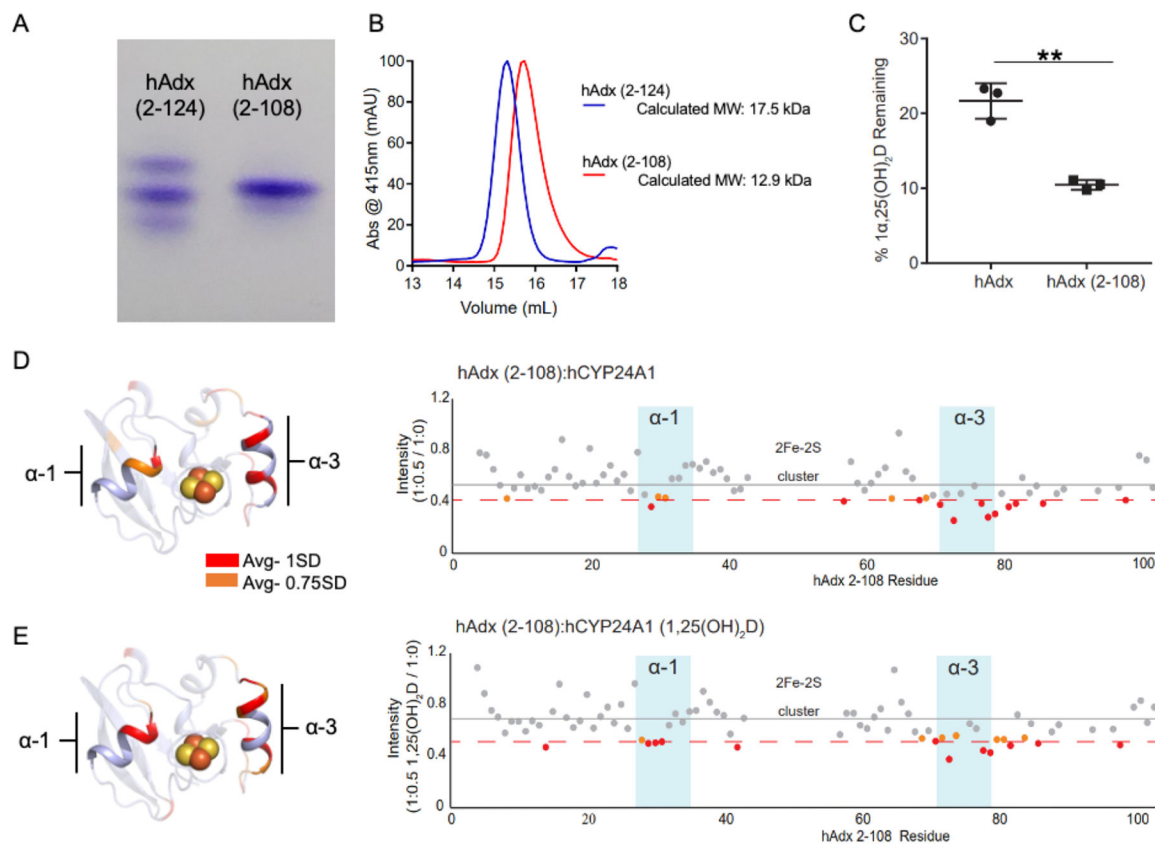 A
hAdx
(2-124)
hAdx
(2-108)
B
Abs @ 415nm (mAU)
100
80
60
40
20
0
13 14 15 16 17 18
Volume (mL)
hAdx (2-124)
Calculated MW: 17.5 kDa
hAdx (2-108)
Calculated MW: 12.9 kDa
C
% 1α,25(OH)₂D Remaining
30
20
10
0
**
hAdx hAdx (2-108)
D
α-1
α-3
Avg- 1SD
Avg- 0.75SD
hAdx (2-108):hCYP24A1
Intensity
(1:0.5 / 1:0)
1.2
0.8
0.4
0
α-1
2Fe-2S
cluster
α-3
0 20 40 60 80 100
hAdx 2-108 Residue
E
α-1
α-3
hAdx (2-108):hCYP24A1 (1,25(OH)₂D)
Intensity
(1:0.5 1,25(OH)₂D / 1:0)
1.2
0.8
0.4
0
α-1
2Fe-2S
cluster
α-3
0 20 40 60 80 100
hAdx 2-108 Residue